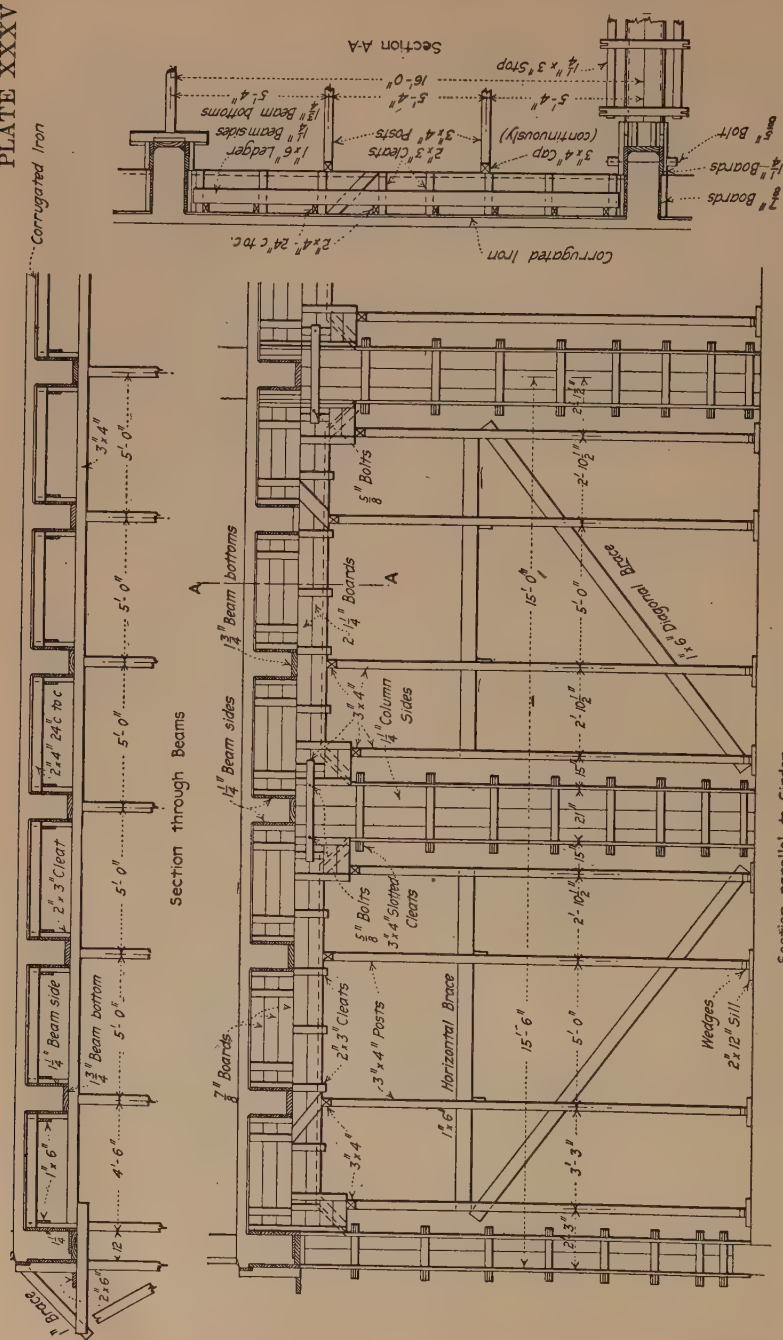 PLATE XXXV
Corrugated Iron
1" Brace
2"x6"
1¼"
12"
1"x6"
4'-6"
1¼" Beam side
1¾" Beam bottom
5'-0"
2"x3" Cleat
5'-0"
2"x4" 24" c to c
5'-0"
5'-0"
3"x4"
5'-0"
Section through Beams
Section A-A
Corrugated Iron
2"x4"-24" c to c.
1"x6" Ledger
1¼" Beam sides
1¾" Beam bottoms
2"x3" Cleats
3"x4" Posts
3"x4" Cap
(continuously)
5'-4"
5'-4"
5'-4"
16'-0"
1¼"x3" Stop
Bolt
1¼" Boards
⅞" Boards
⅞" Boards
1¼" Beam sides
1¾" Beam bottoms
A
A
2-1¼" Boards
⅝" Bolts
3"x4"
2"x3" Cleats
3"x4" Posts
⅝" Bolts
3"x4" Slotted
Cleats
3"x4"
1¼" Column
Sides
1"x6" Horizontal Brace
1"x6" Diagonal Brace
15'-6"
15'-0"
2'-3"
3'-3"
5'-0"
2'-10½"
15"
21"
15"
2'-10½"
5'-0"
2'-10½"
2'-1½"
Wedges
2"x12" Sill